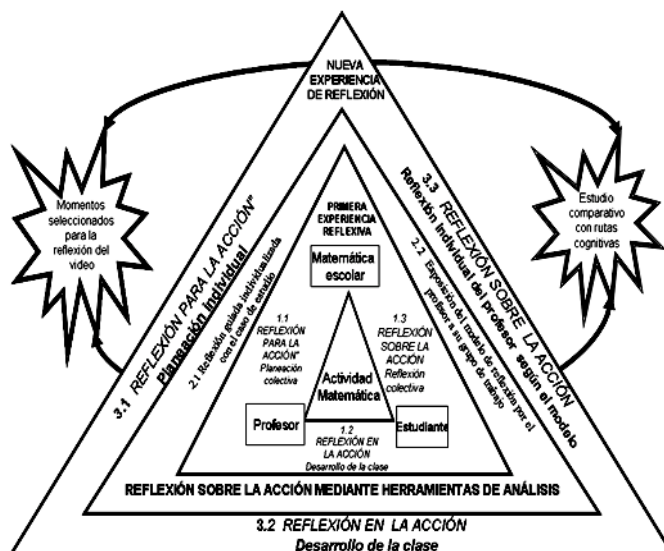 NUEVA
EXPERIENCIA
DE REFLEXIÓN
Momentos
seleccionados
para la
reflexión del
video
Estudio
comparativo
con rutas
cognitivas
3.1 REFLEXIÓN PARA LA ACCIÓN"
Planeación Individual
2.1 Reflexión guiada individualizada
con el caso de estudio
3.3 REFLEXIÓN SOBRE LA ACCIÓN
Reflexión Individual del profesor según el modelo
2.2 Exposición del modelo de reflexión por el
profesor a su grupo de trabajo
PRIMERA
EXPERIENCIA
REFLEXIVA
Matemática
escolar
1.1
REFLEXIÓN
PARA LA
ACCIÓN"
Planeación
colectiva
1.3
REFLEXIÓN
SOBRE LA
ACCIÓN
Reflexión
colectiva
Actividad
Matemática
Profesor
Estudiante
1.2
REFLEXIÓN EN
LA ACCIÓN
Desarrollo de la clase
REFLEXIÓN SOBRE LA ACCIÓN MEDIANTE HERRAMIENTAS DE ANÁLISIS
3.2 REFLEXIÓN EN LA ACCIÓN
Desarrollo de la clase